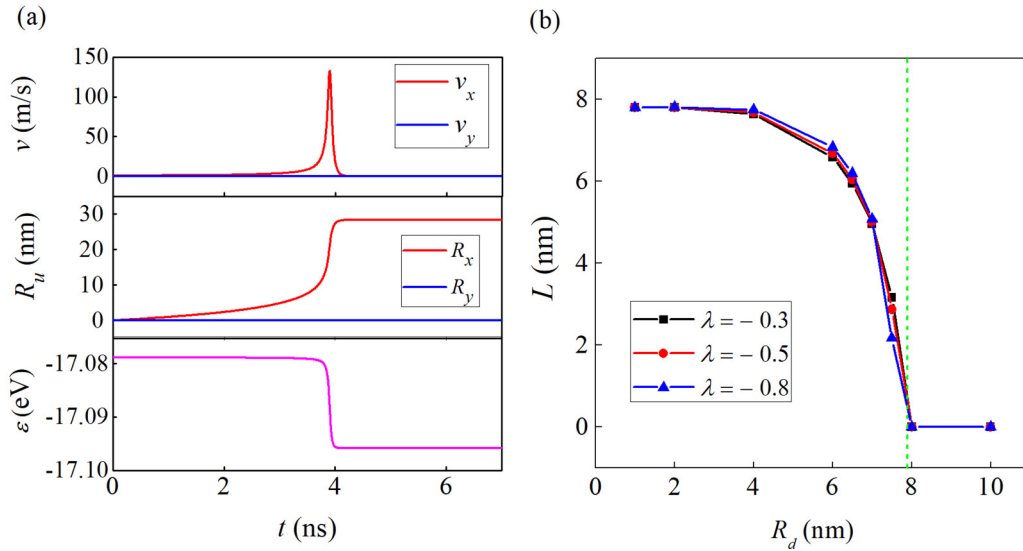 (a)
150
100
50
0
v (m/s)
v_x
v_y
30
20
10
0
R_u (nm)
R_x
R_y
-17.08
-17.09
-17.10
ε (eV)
0 2 4 6
t (ns)
(b)
8
6
4
2
0
L (nm)
λ = – 0.3
λ = – 0.5
λ = – 0.8
0 2 4 6 8 10
R_d (nm)